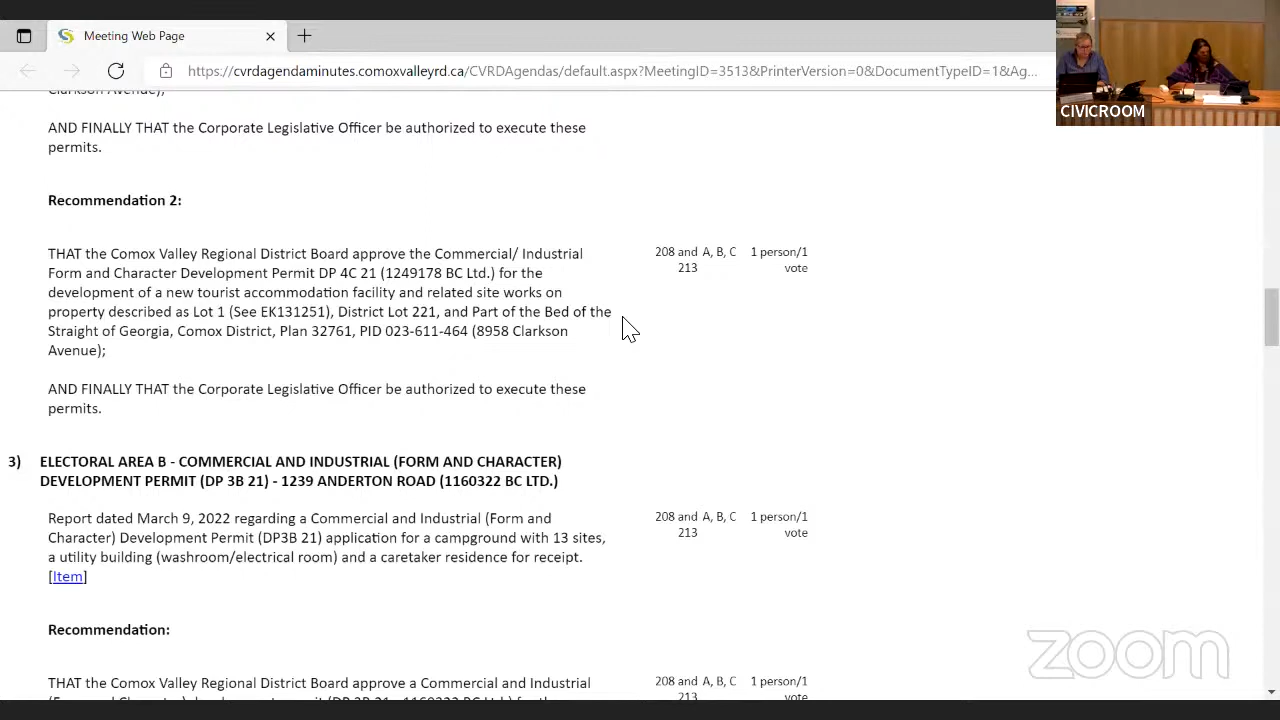 Meeting Web Page
https://cvrdagendaminutes.comoxvalleyrd.ca/CVRDAgendas/default.aspx?MeetingID=3513&PrinterVersion=0&DocumentTypeID=1&Ag...
CIVICROOM
Clarkson Avenue);
AND FINALLY THAT the Corporate Legislative Officer be authorized to execute these
permits.
Recommendation 2:
THAT the Comox Valley Regional District Board approve the Commercial/ Industrial 208 and A, B, C 1 person/1
Form and Character Development Permit DP 4C 21 (1249178 BC Ltd.) for the 213 vote
development of a new tourist accommodation facility and related site works on
property described as Lot 1 (See EK131251), District Lot 221, and Part of the Bed of the
Straight of Georgia, Comox District, Plan 32761, PID 023-611-464 (8958 Clarkson
Avenue);
AND FINALLY THAT the Corporate Legislative Officer be authorized to execute these
permits.
3) ELECTORAL AREA B - COMMERCIAL AND INDUSTRIAL (FORM AND CHARACTER)
DEVELOPMENT PERMIT (DP 3B 21) - 1239 ANDERTON ROAD (1160322 BC LTD.)
Report dated March 9, 2022 regarding a Commercial and Industrial (Form and 208 and A, B, C 1 person/1
Character) Development Permit (DP3B 21) application for a campground with 13 sites, 213 vote
a utility building (washroom/electrical room) and a caretaker residence for receipt.
[Item]
Recommendation:
THAT the Comox Valley Regional District Board approve a Commercial and Industrial 208 and A, B, C 1 person/1
213 vote
zoom